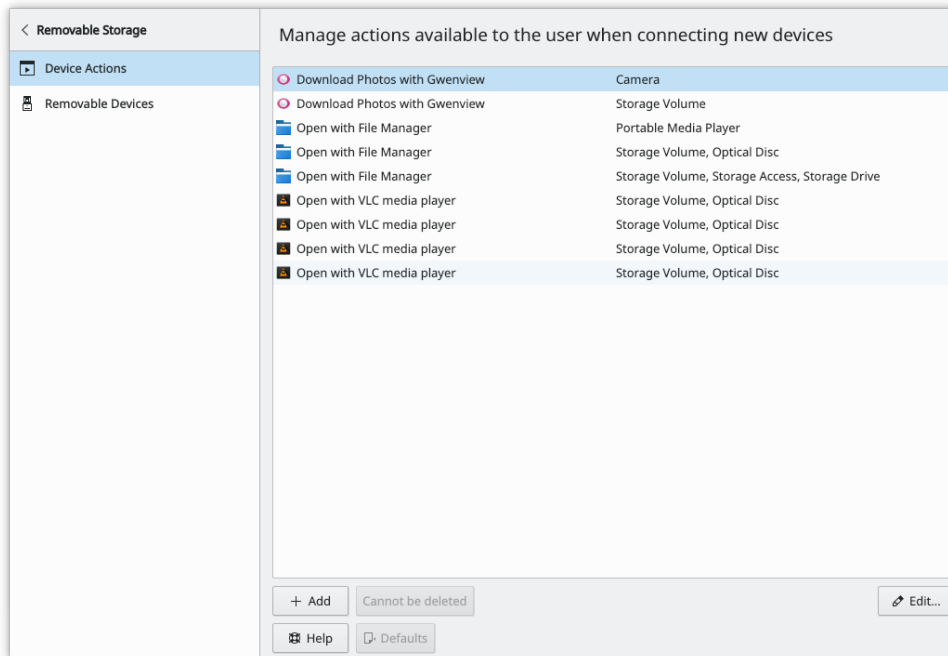 Removable Storage
Device Actions
Removable Devices
Manage actions available to the user when connecting new devices
Download Photos with Gwenview Camera
Download Photos with Gwenview Storage Volume
Open with File Manager Portable Media Player
Open with File Manager Storage Volume, Optical Disc
Open with File Manager Storage Volume, Storage Access, Storage Drive
Open with VLC media player Storage Volume, Optical Disc
Open with VLC media player Storage Volume, Optical Disc
Open with VLC media player Storage Volume, Optical Disc
Open with VLC media player Storage Volume, Optical Disc
Add Cannot be deleted Edit...
Help Defaults